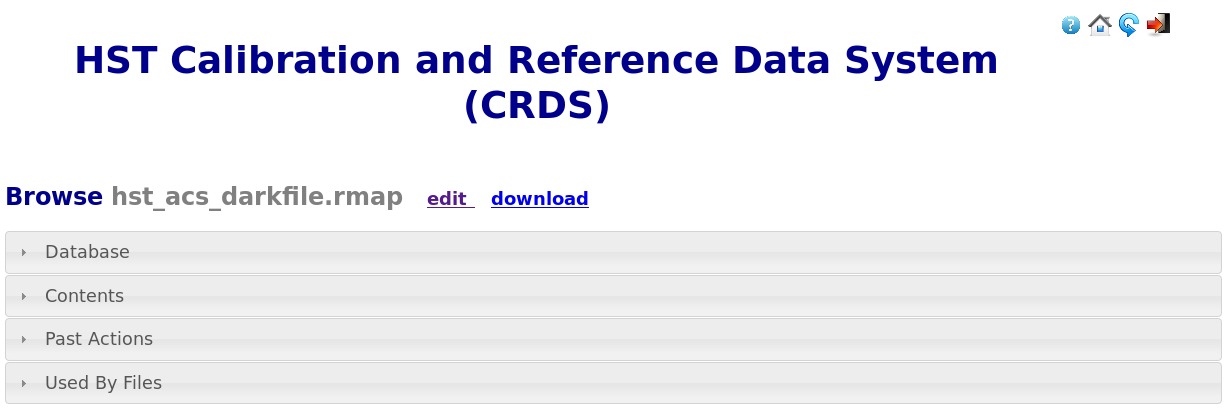 HST Calibration and Reference Data System
(CRDS)
Browse hst_acs_darkfile.rmap edit download
Database
Contents
Past Actions
Used By Files